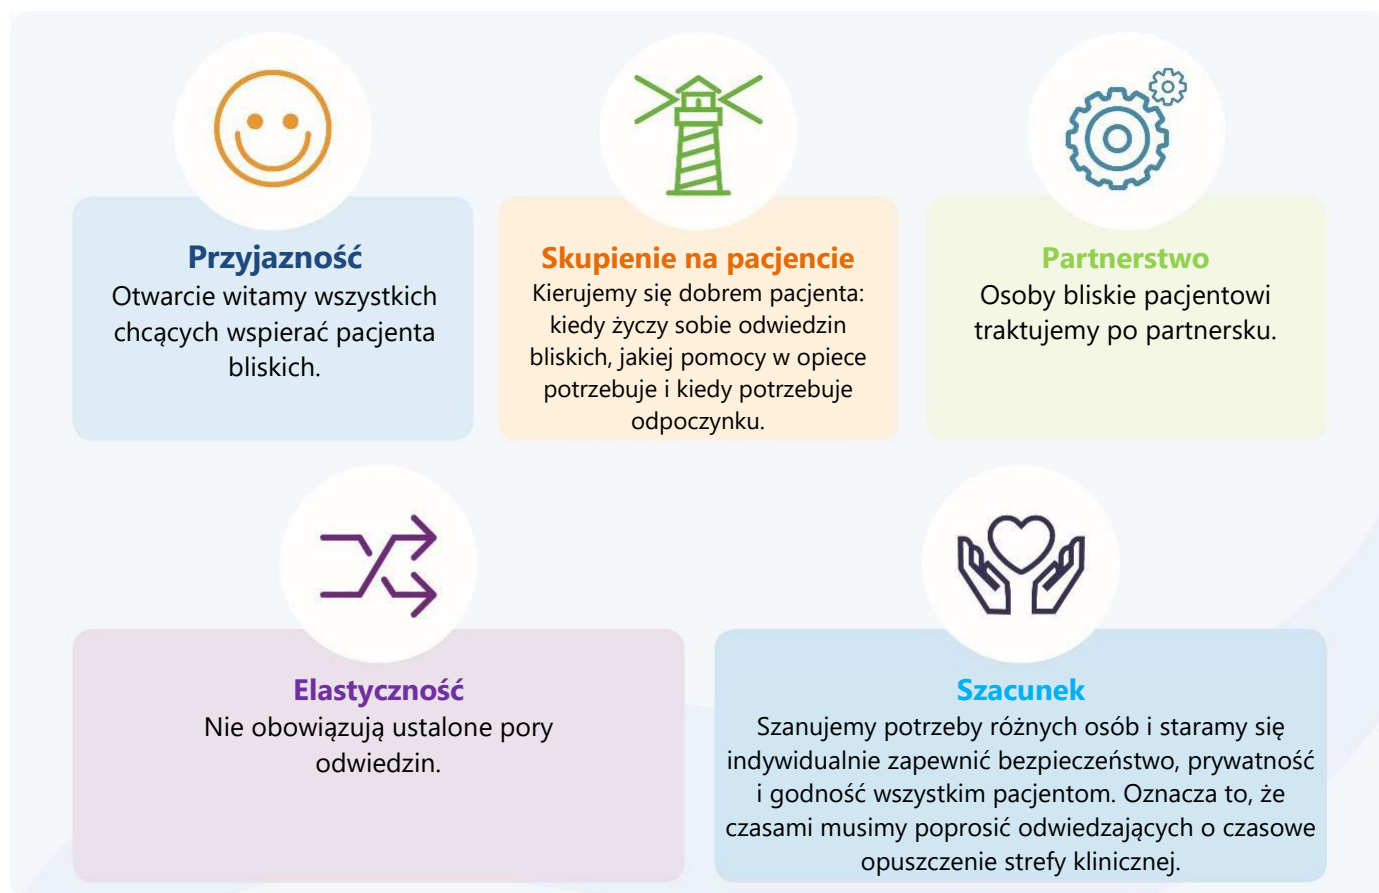 Przyjazność
Otwarcie witamy wszystkich
chcących wspierać pacjenta
bliskich.
Skupienie na pacjencie
Kierujemy się dobrem pacjenta:
kiedy życzy sobie odwiedzin
bliskich, jakiej pomocy w opiece
potrzebuje i kiedy potrzebuje
odpoczynku.
Partnerstwo
Osoby bliskie pacjentowi
traktujemy po partnersku.
Elastyczność
Nie obowiązują ustalone pory
odwiedzin.
Szacunek
Szanujemy potrzeby różnych osób i staramy się
indywidualnie zapewnić bezpieczeństwo, prywatność
i godność wszystkim pacjentom. Oznacza to, że
czasami musimy poprosić odwiedzających o czasowe
opuszczenie strefy klinicznej.